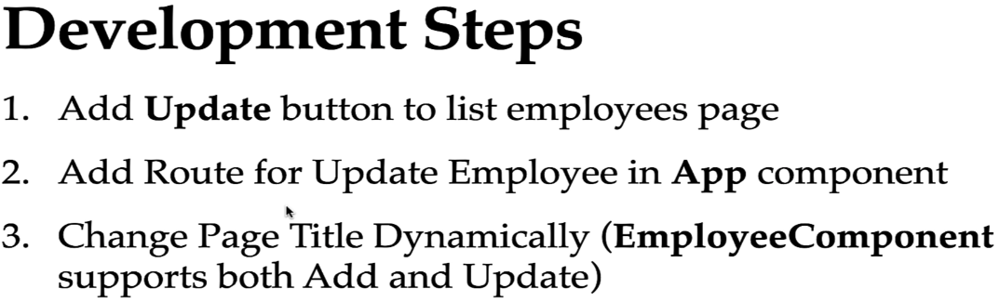 Development Steps
1. Add Update button to list employees page
2. Add Route for Update Employee in App component
3. Change Page Title Dynamically (EmployeeComponent
supports both Add and Update)